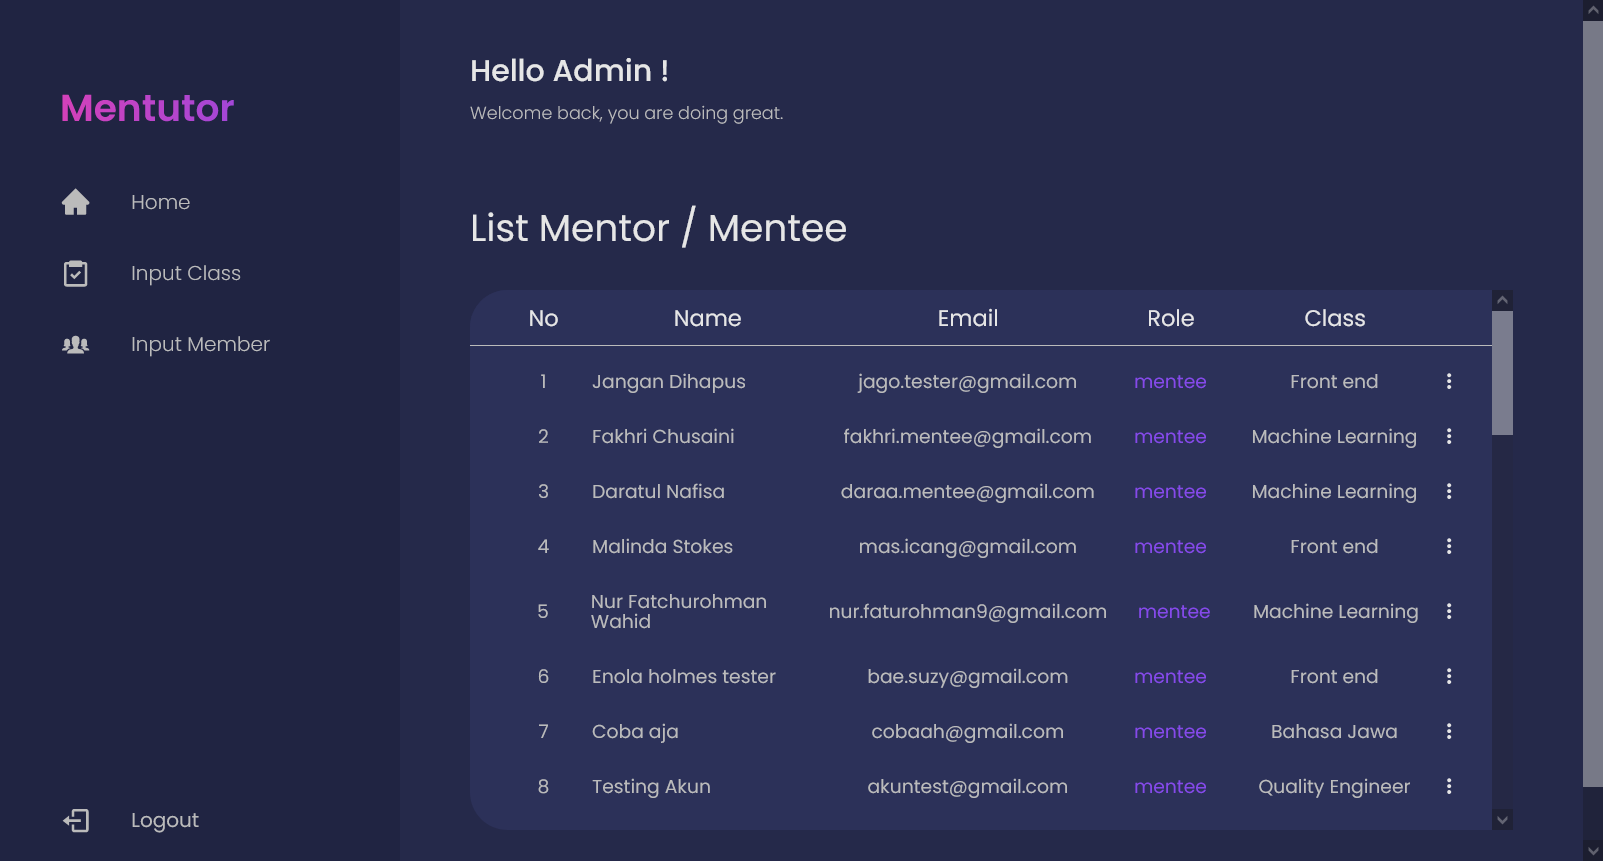 Mentutor
Home
Input Class
Input Member
Logout
Hello Admin !
Welcome back, you are doing great.
List Mentor / Mentee
No Name Email Role Class
1 Jangan Dihapus jago.tester@gmail.com mentee Front end
2 Fakhri Chusaini fakhri.mentee@gmail.com mentee Machine Learning
3 Daratul Nafisa daraa.mentee@gmail.com mentee Machine Learning
4 Malinda Stokes mas.icang@gmail.com mentee Front end
5 Nur Fatchurohman Wahid nur.faturohman9@gmail.com mentee Machine Learning
6 Enola holmes tester bae.suzy@gmail.com mentee Front end
7 Coba aja cobaah@gmail.com mentee Bahasa Jawa
8 Testing Akun akuntest@gmail.com mentee Quality Engineer